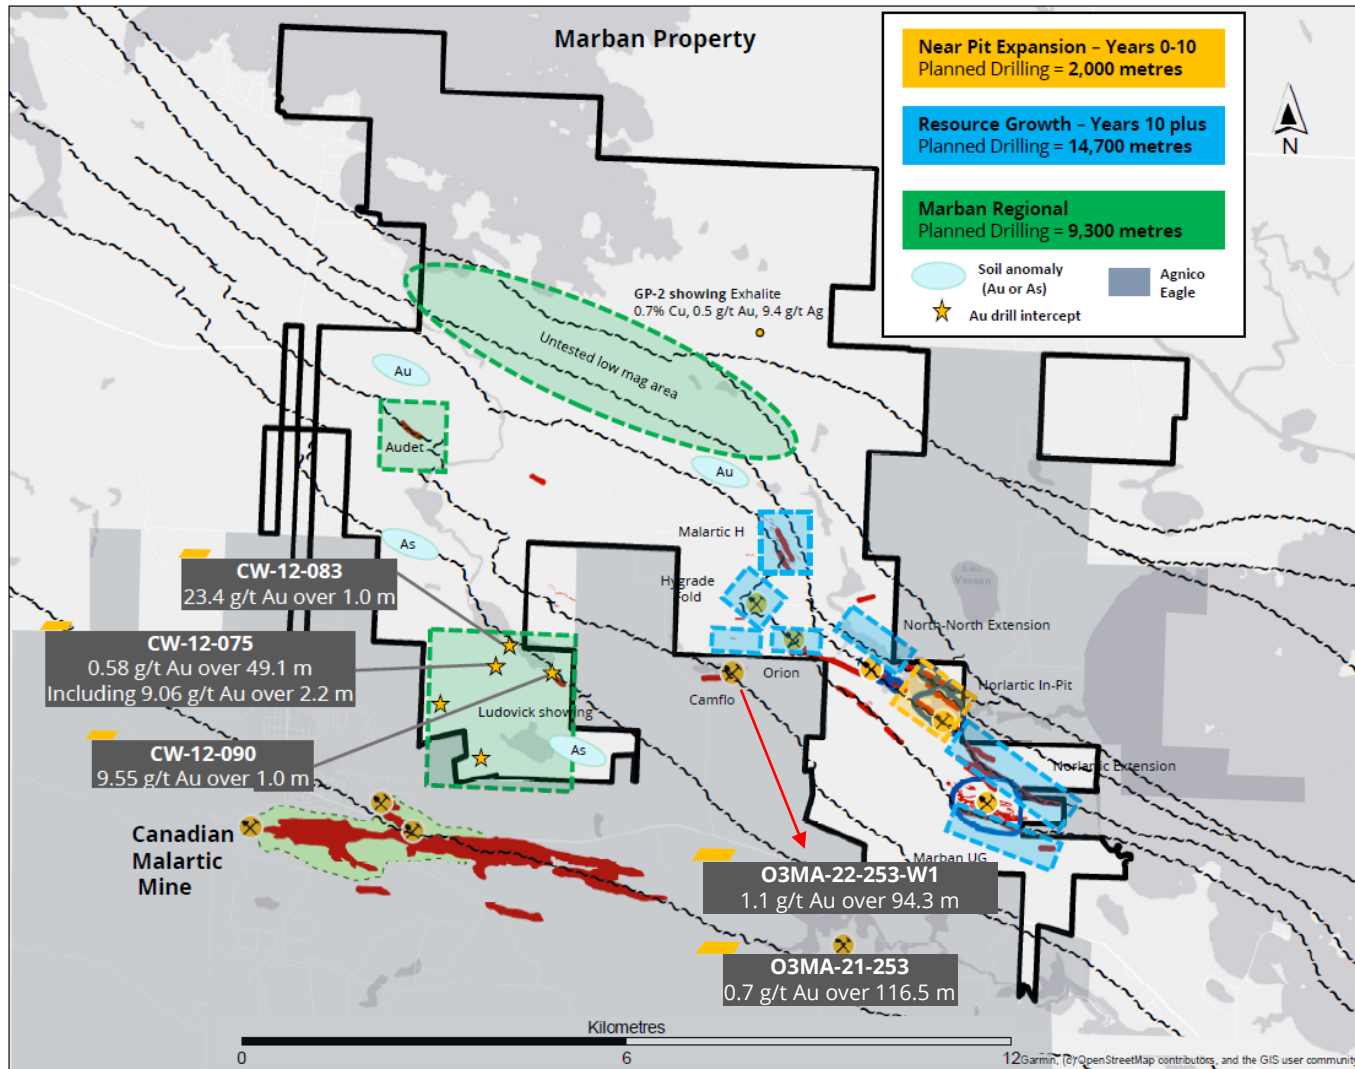 Marban Property
Near Pit Expansion – Years 0-10
Planned Drilling = 2,000 metres
Resource Growth – Years 10 plus
Planned Drilling = 14,700 metres
Marban Regional
Planned Drilling = 9,300 metres
Soil anomaly
(Au or As)
Agnico
Eagle
Au drill intercept
N
GP-2 showing Exhalite
0.7% Cu, 0.5 g/t Au, 9.4 g/t Ag
Untested low mag area
Au
Audet
Au
As
Malartic H
Hygrade
Fold
Lac
Vassan
North-North Extension
Orion
Camflo
Norlartic In-Pit
Norlartic Extension
Marban UG
CW-12-083
23.4 g/t Au over 1.0 m
CW-12-075
0.58 g/t Au over 49.1 m
Including 9.06 g/t Au over 2.2 m
CW-12-090
9.55 g/t Au over 1.0 m
Ludovick showing
As
Canadian
Malartic
Mine
O3MA-22-253-W1
1.1 g/t Au over 94.3 m
O3MA-21-253
0.7 g/t Au over 116.5 m
Kilometres
0 6 12
Garmin, (c) OpenStreetMap contributors, and the GIS user community